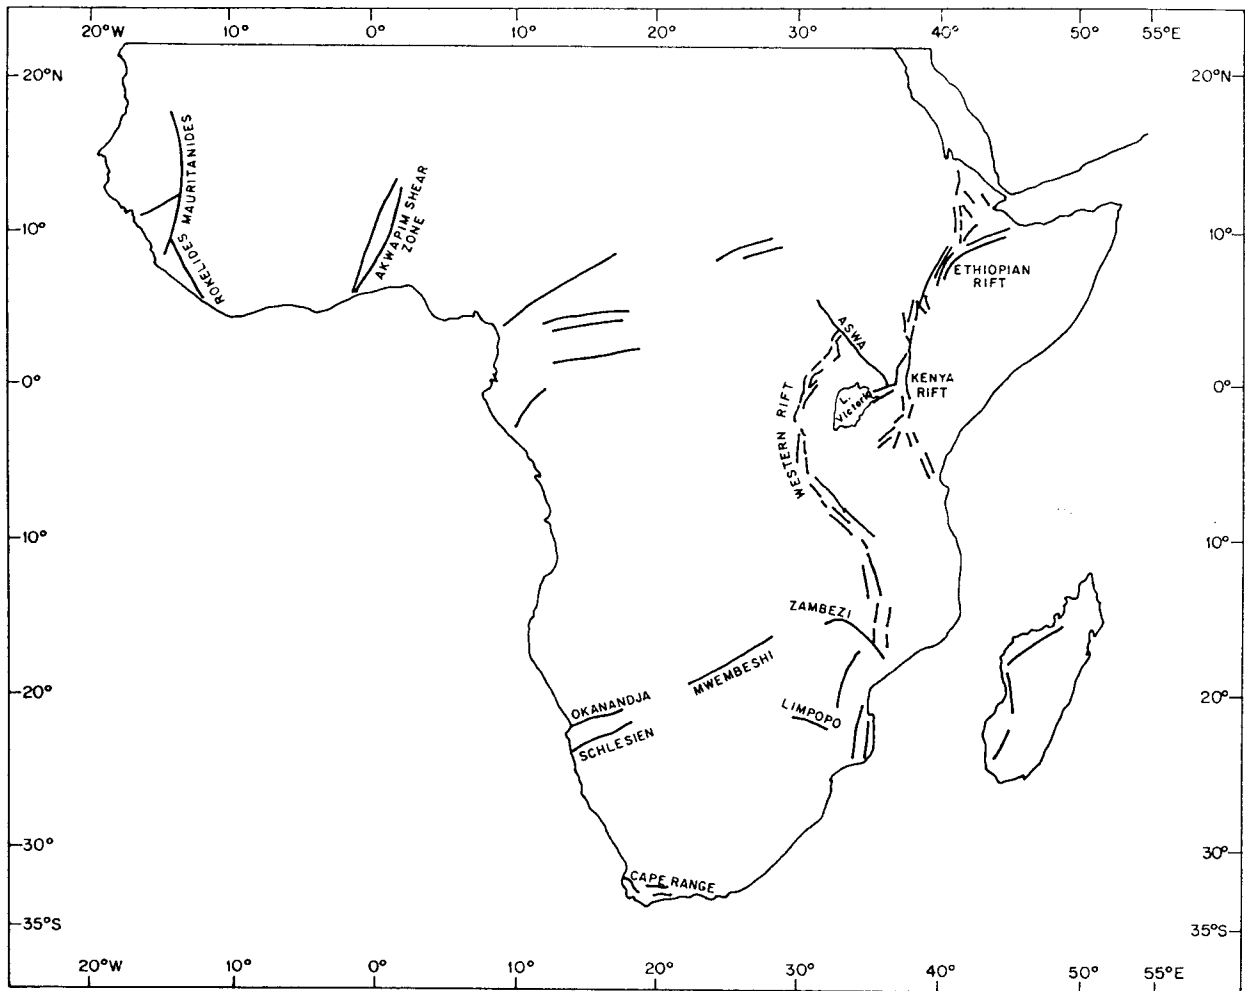 20°W 10° 0° 10° 20° 30° 40° 50° 55°E
20°N
20°N
MAURITANIDES
ROKELIDES
AKWAPIM SHEAR
ZONE
10°
10°
ETHIOPIAN
RIFT
ASWA
0°
0°
KENYA
RIFT
L.
Victoria
WESTERN RIFT
10°
10°
ZAMBEZI
MWEMBESHI
20°
20°
OKANANDJA
LIMPOPO
SCHLESIEN
30°
30°
CAPE RANGE
35°S
35°S
20°W 10° 0° 10° 20° 30° 40° 50° 55°E